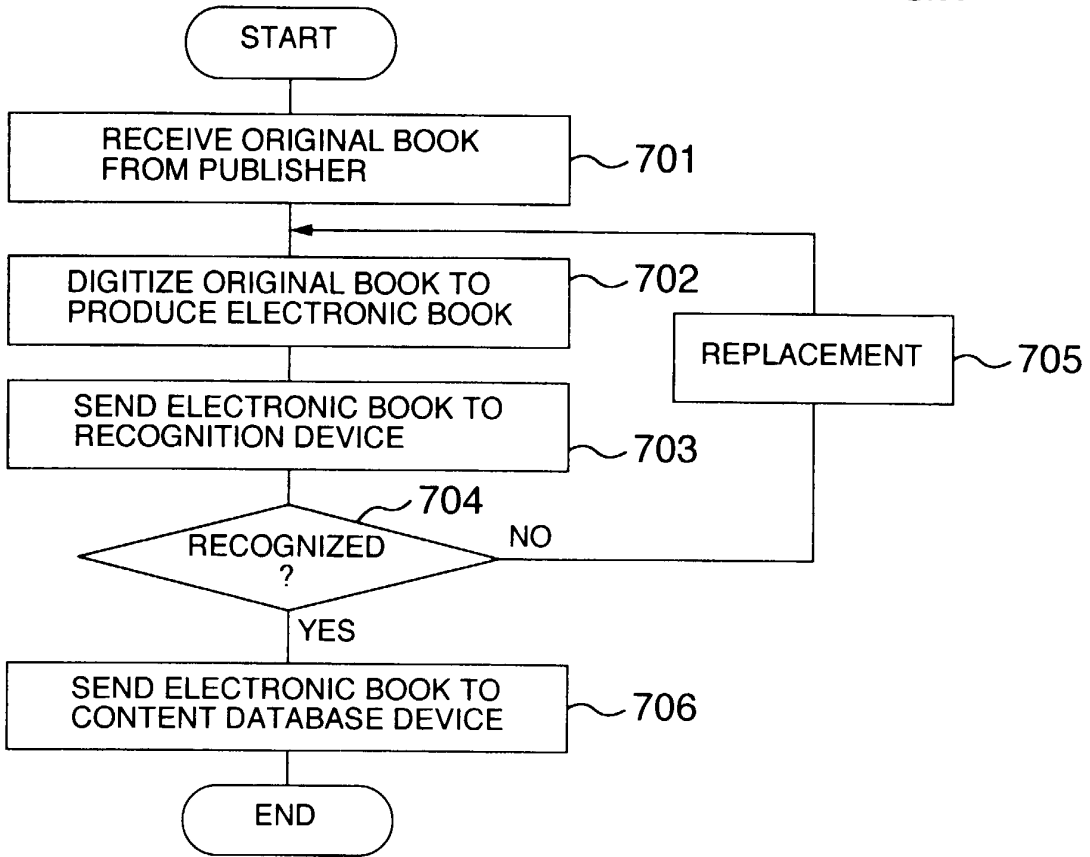 START
RECEIVE ORIGINAL BOOK
FROM PUBLISHER
701
DIGITIZE ORIGINAL BOOK TO
PRODUCE ELECTRONIC BOOK
702
REPLACEMENT
705
SEND ELECTRONIC BOOK TO
RECOGNITION DEVICE
703
704
RECOGNIZED
?
NO
YES
SEND ELECTRONIC BOOK TO
CONTENT DATABASE DEVICE
706
END